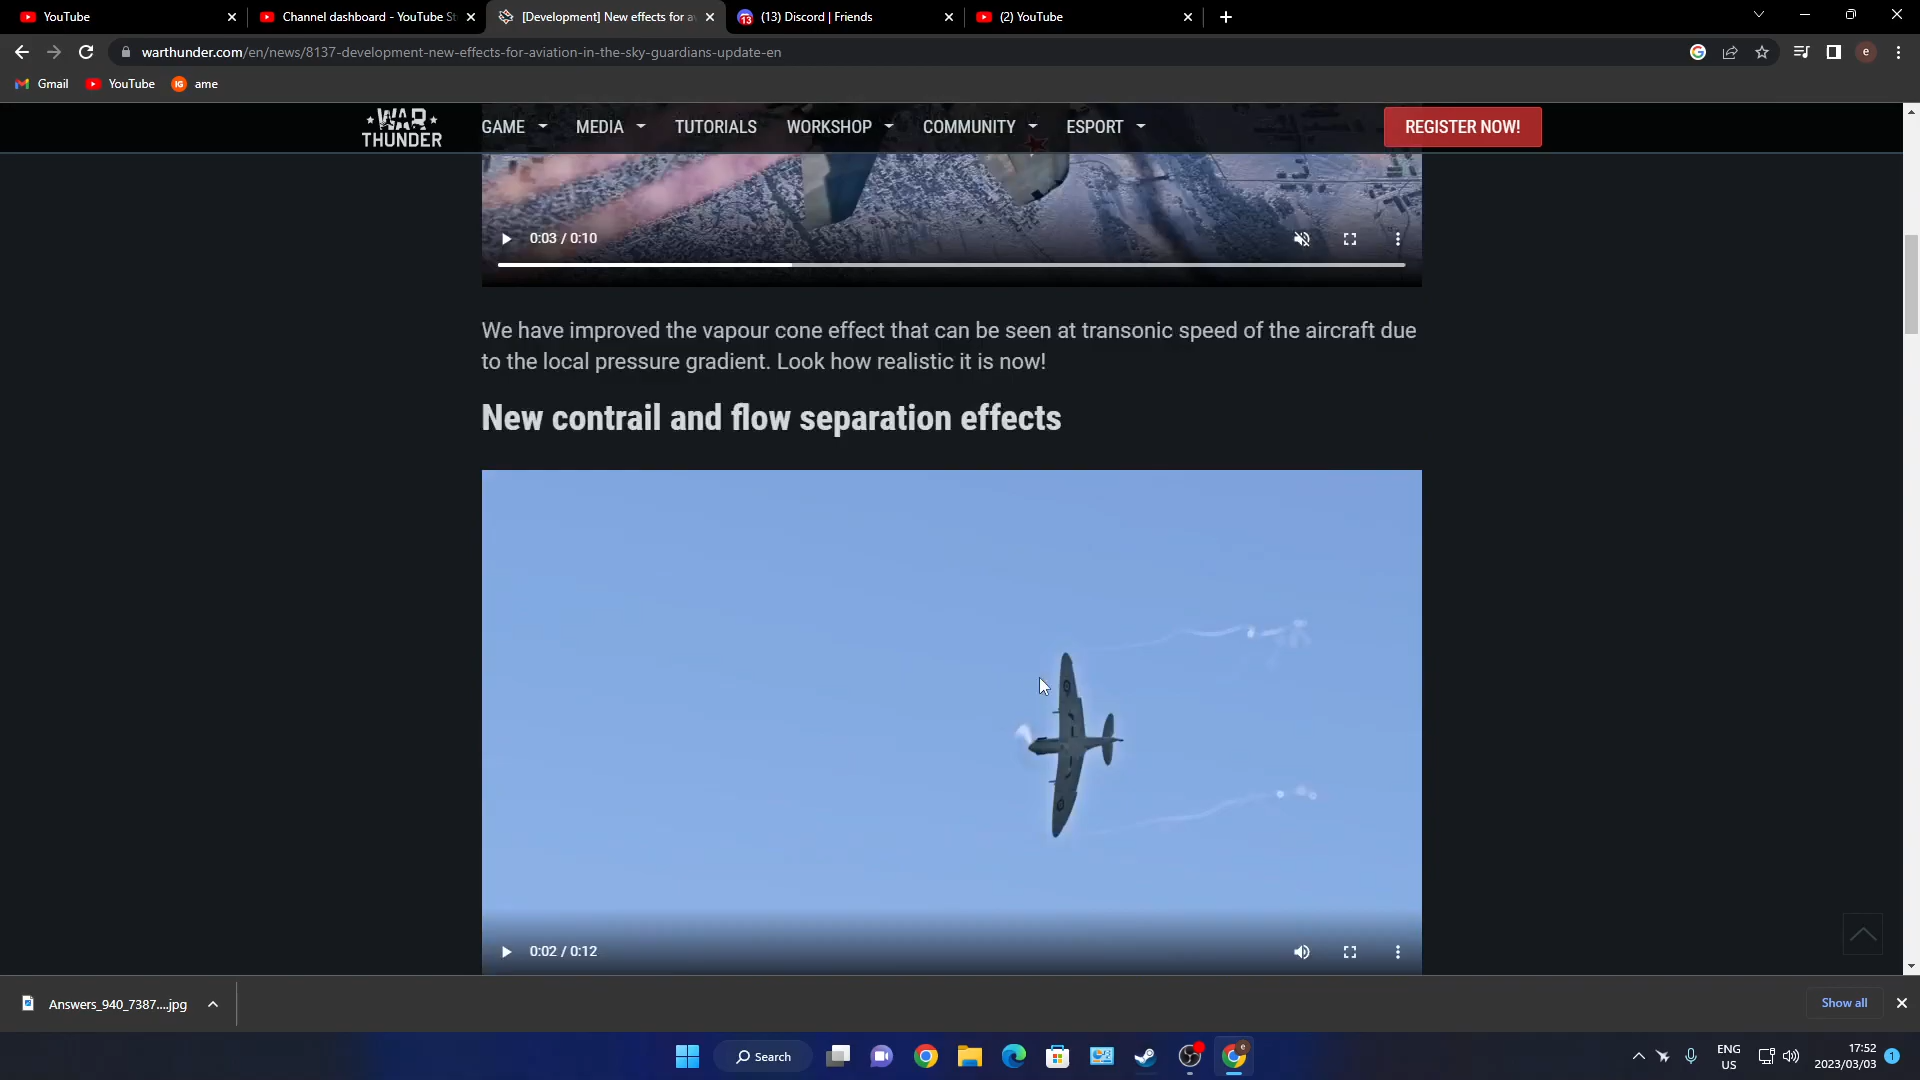 YouTube
Channel dashboard - YouTube St
[Development] New effects for a
(13) Discord | Friends
(2) YouTube
warthunder.com/en/news/8137-development-new-effects-for-aviation-in-the-sky-guardians-update-en
e
Gmail
YouTube
IG
ame
WAR THUNDER
GAME
MEDIA
TUTORIALS
WORKSHOP
COMMUNITY
ESPORT
REGISTER NOW!
0:03 / 0:10
We have improved the vapour cone effect that can be seen at transonic speed of the aircraft due
to the local pressure gradient. Look how realistic it is now!
New contrail and flow separation effects
0:02 / 0:12
Answers_940_7387....jpg
Show all
Search
ENG
US
17:52
2023/03/03
1